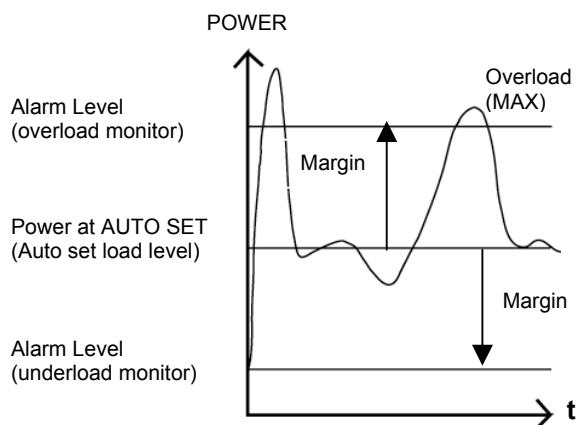 POWER
Overload
(MAX)
Alarm Level
(overload monitor)
Margin
Power at AUTO SET
(Auto set load level)
Margin
Alarm Level
(underload monitor)
t